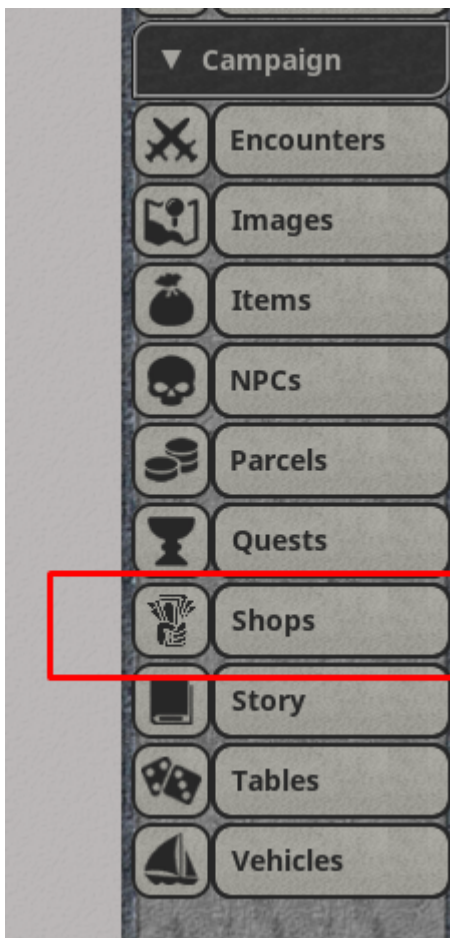 ▼ Campaign
Encounters
Images
Items
NPCs
Parcels
Quests
Shops
Story
Tables
Vehicles